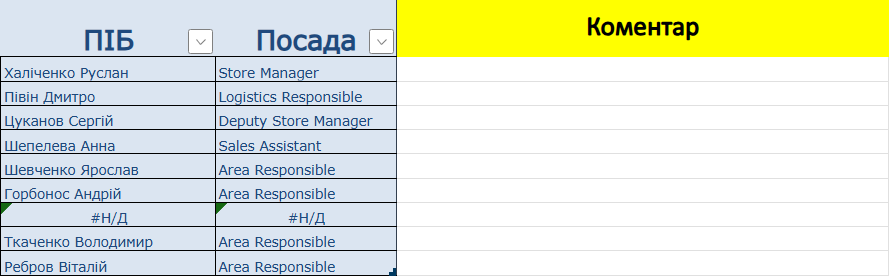 ПІБ Посада Коментар
Халіченко Руслан Store Manager
Півін Дмитро Logistics Responsible
Цуканов Сергій Deputy Store Manager
Шепелева Анна Sales Assistant
Шевченко Ярослав Area Responsible
Горбонос Андрій Area Responsible
#Н/Д #Н/Д
Ткаченко Володимир Area Responsible
Ребров Віталій Area Responsible